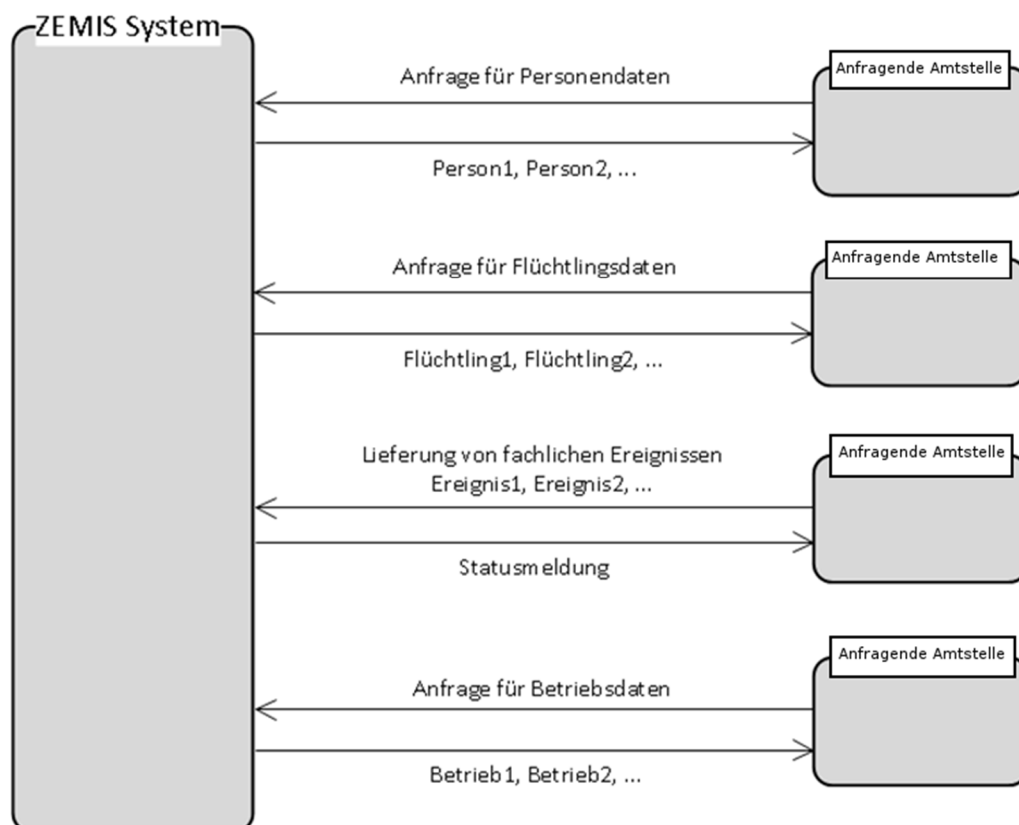 ZEMIS System
Anfrage für Personendaten
Anfragende Amtstelle
Person1, Person2, ...
Anfrage für Flüchtlingsdaten
Anfragende Amtstelle
Flüchtling1, Flüchtling2, ...
Lieferung von fachlichen Ereignissen
Ereignis1, Ereignis2, ...
Anfragende Amtstelle
Statusmeldung
Anfrage für Betriebsdaten
Anfragende Amtstelle
Betrieb1, Betrieb2, ...